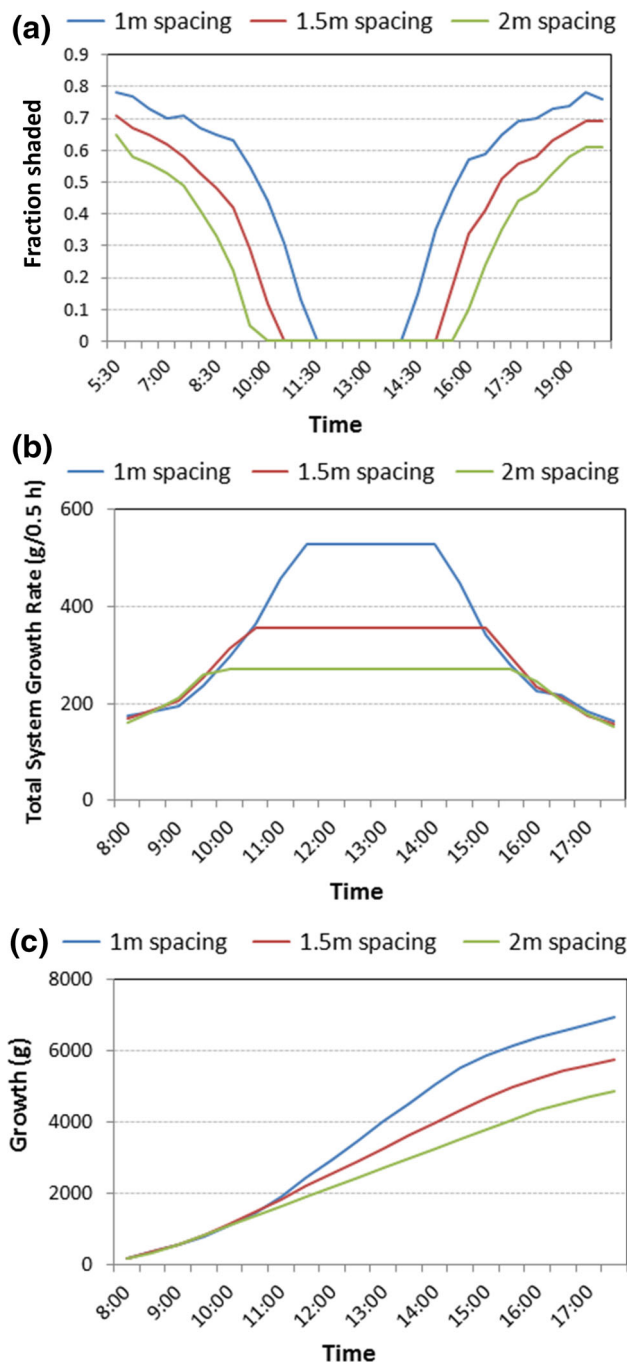 (a)
1m spacing 1.5m spacing 2m spacing
Fraction shaded
0.9
0.8
0.7
0.6
0.5
0.4
0.3
0.2
0.1
0
5:30 7:00 8:30 10:00 11:30 13:00 14:30 16:00 17:30 19:00
Time
(b)
1m spacing 1.5m spacing 2m spacing
Total System Growth Rate (g/0.5 h)
600
400
200
0
8:00 9:00 10:00 11:00 12:00 13:00 14:00 15:00 16:00 17:00
Time
(c)
1m spacing 1.5m spacing 2m spacing
Growth (g)
8000
6000
4000
2000
0
8:00 9:00 10:00 11:00 12:00 13:00 14:00 15:00 16:00 17:00
Time